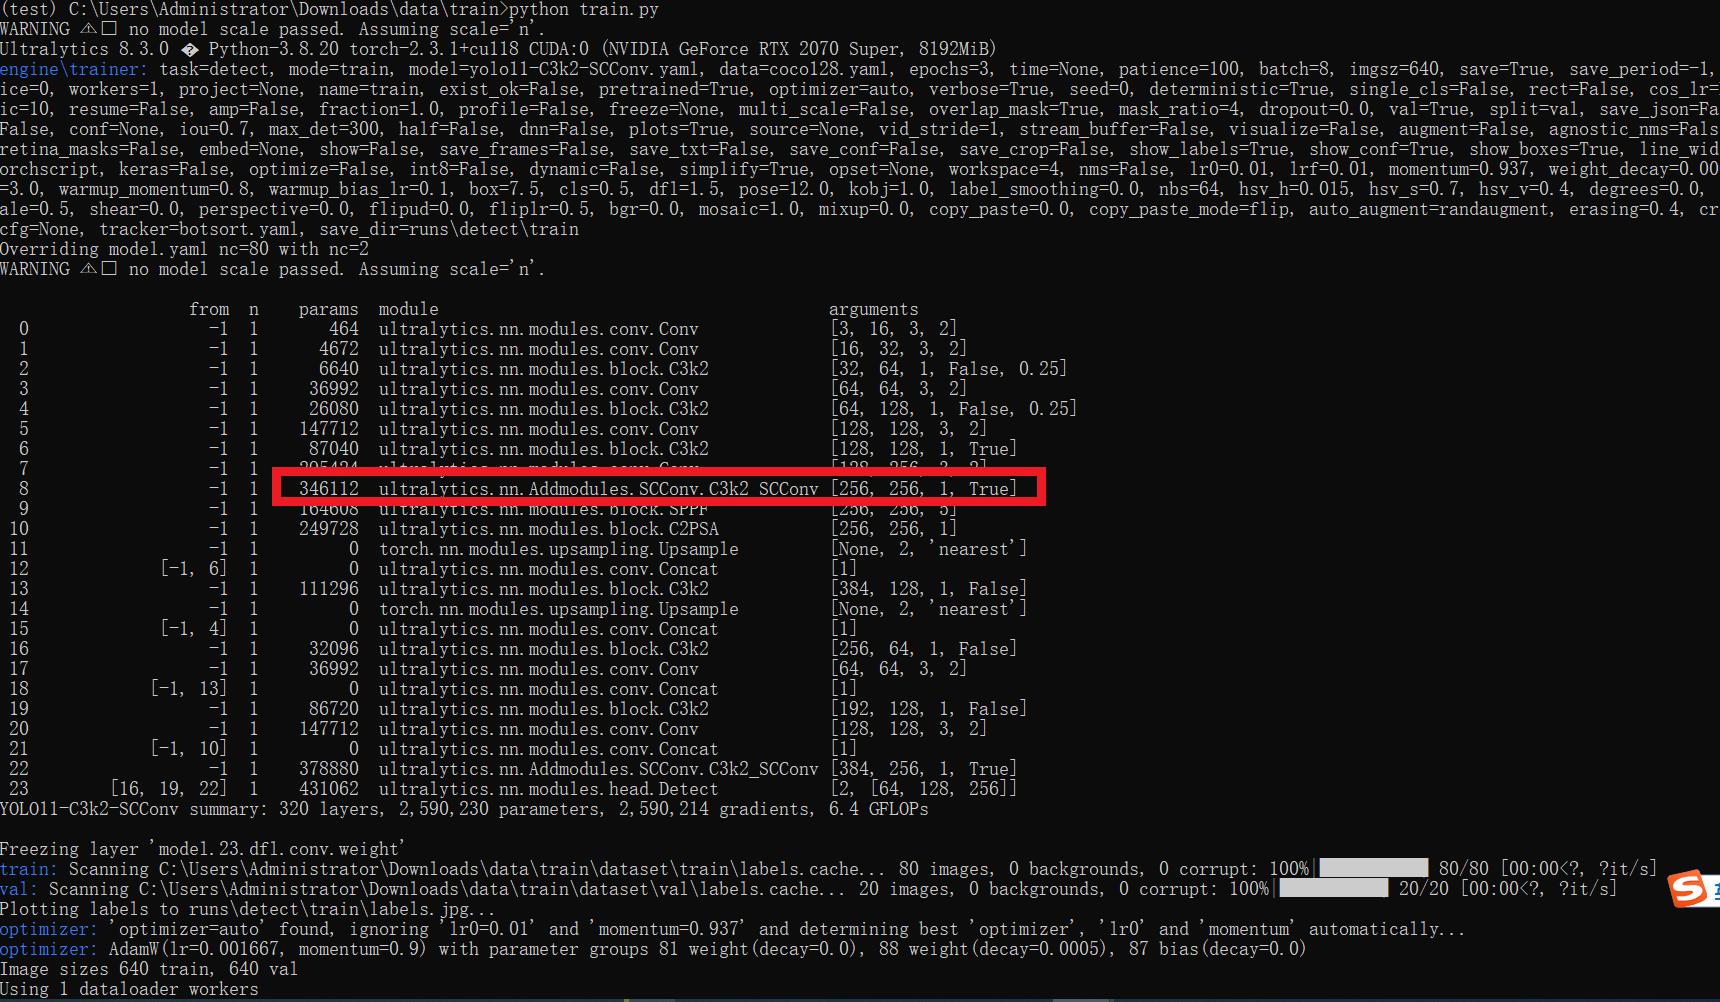 (test) C:\Users\Administrator\Downloads\data\train>python train.py
WARNING ⚠□ no model scale passed. Assuming scale='n'.
Ultralytics 8.3.0 � Python-3.8.20 torch-2.3.1+cu118 CUDA:0 (NVIDIA GeForce RTX 2070 Super, 8192MiB)
engine\trainer: task=detect, mode=train, model=yolo11-C3k2-SCConv.yaml, data=coco128.yaml, epochs=3, time=None, patience=100, batch=8, imgsz=640, save=True, save_period=-1,
ice=0, workers=1, project=None, name=train, exist_ok=False, pretrained=True, optimizer=auto, verbose=True, seed=0, deterministic=True, single_cls=False, rect=False, cos_lr=
ic=10, resume=False, amp=False, fraction=1.0, profile=False, freeze=None, multi_scale=False, overlap_mask=True, mask_ratio=4, dropout=0.0, val=True, split=val, save_json=Fa
False, conf=None, iou=0.7, max_det=300, half=False, dnn=False, plots=True, source=None, vid_stride=1, stream_buffer=False, visualize=False, augment=False, agnostic_nms=Fals
retina_masks=False, embed=None, show=False, save_frames=False, save_txt=False, save_conf=False, save_crop=False, show_labels=True, show_conf=True, show_boxes=True, line_wid
orchscript, keras=False, optimize=False, int8=False, dynamic=False, simplify=True, opset=None, workspace=4, nms=False, lr0=0.01, lrf=0.01, momentum=0.937, weight_decay=0.00
=3.0, warmup_momentum=0.8, warmup_bias_lr=0.1, box=7.5, cls=0.5, dfl=1.5, pose=12.0, kobj=1.0, label_smoothing=0.0, nbs=64, hsv_h=0.015, hsv_s=0.7, hsv_v=0.4, degrees=0.0,
ale=0.5, shear=0.0, perspective=0.0, flipud=0.0, fliplr=0.5, bgr=0.0, mosaic=1.0, mixup=0.0, copy_paste=0.0, copy_paste_mode=flip, auto_augment=randaugment, erasing=0.4, cr
cfg=None, tracker=botsort.yaml, save_dir=runs\detect\train
Overriding model.yaml nc=80 with nc=2
WARNING ⚠□ no model scale passed. Assuming scale='n'.
from n params module arguments
0 -1 1 464 ultralytics.nn.modules.conv.Conv [3, 16, 3, 2]
1 -1 1 4672 ultralytics.nn.modules.conv.Conv [16, 32, 3, 2]
2 -1 1 6640 ultralytics.nn.modules.block.C3k2 [32, 64, 1, False, 0.25]
3 -1 1 36992 ultralytics.nn.modules.conv.Conv [64, 64, 3, 2]
4 -1 1 26080 ultralytics.nn.modules.block.C3k2 [64, 128, 1, False, 0.25]
5 -1 1 147712 ultralytics.nn.modules.conv.Conv [128, 128, 3, 2]
6 -1 1 87040 ultralytics.nn.modules.block.C3k2 [128, 128, 1, True]
7 -1 1 295424 ultralytics.nn.modules.conv.Conv [128, 256, 3, 2]
8 -1 1 346112 ultralytics.nn.Addmodules.SCConv.C3k2_SCConv [256, 256, 1, True]
9 -1 1 164608 ultralytics.nn.modules.block.SPPF [256, 256, 5]
10 -1 1 249728 ultralytics.nn.modules.block.C2PSA [256, 256, 1]
11 -1 1 0 torch.nn.modules.upsampling.Upsample [None, 2, 'nearest']
12 [-1, 6] 1 0 ultralytics.nn.modules.conv.Concat [1]
13 -1 1 111296 ultralytics.nn.modules.block.C3k2 [384, 128, 1, False]
14 -1 1 0 torch.nn.modules.upsampling.Upsample [None, 2, 'nearest']
15 [-1, 4] 1 0 ultralytics.nn.modules.conv.Concat [1]
16 -1 1 32096 ultralytics.nn.modules.block.C3k2 [256, 64, 1, False]
17 -1 1 36992 ultralytics.nn.modules.conv.Conv [64, 64, 3, 2]
18 [-1, 13] 1 0 ultralytics.nn.modules.conv.Concat [1]
19 -1 1 86720 ultralytics.nn.modules.block.C3k2 [192, 128, 1, False]
20 -1 1 147712 ultralytics.nn.modules.conv.Conv [128, 128, 3, 2]
21 [-1, 10] 1 0 ultralytics.nn.modules.conv.Concat [1]
22 -1 1 378880 ultralytics.nn.Addmodules.SCConv.C3k2_SCConv [384, 256, 1, True]
23 [16, 19, 22] 1 431062 ultralytics.nn.modules.head.Detect [2, [64, 128, 256]]
YOLO11-C3k2-SCConv summary: 320 layers, 2,590,230 parameters, 2,590,214 gradients, 6.4 GFLOPs
Freezing layer 'model.23.dfl.conv.weight'
train: Scanning C:\Users\Administrator\Downloads\data\train\dataset\train\labels.cache... 80 images, 0 backgrounds, 0 corrupt: 100%|██████████| 80/80 [00:00<?, ?it/s]
val: Scanning C:\Users\Administrator\Downloads\data\train\dataset\val\labels.cache... 20 images, 0 backgrounds, 0 corrupt: 100%|██████████| 20/20 [00:00<?, ?it/s]
Plotting labels to runs\detect\train\labels.jpg...
optimizer: 'optimizer=auto' found, ignoring 'lr0=0.01' and 'momentum=0.937' and determining best 'optimizer', 'lr0' and 'momentum' automatically...
optimizer: AdamW(lr=0.001667, momentum=0.9) with parameter groups 81 weight(decay=0.0), 88 weight(decay=0.0005), 87 bias(decay=0.0)
Image sizes 640 train, 640 val
Using 1 dataloader workers